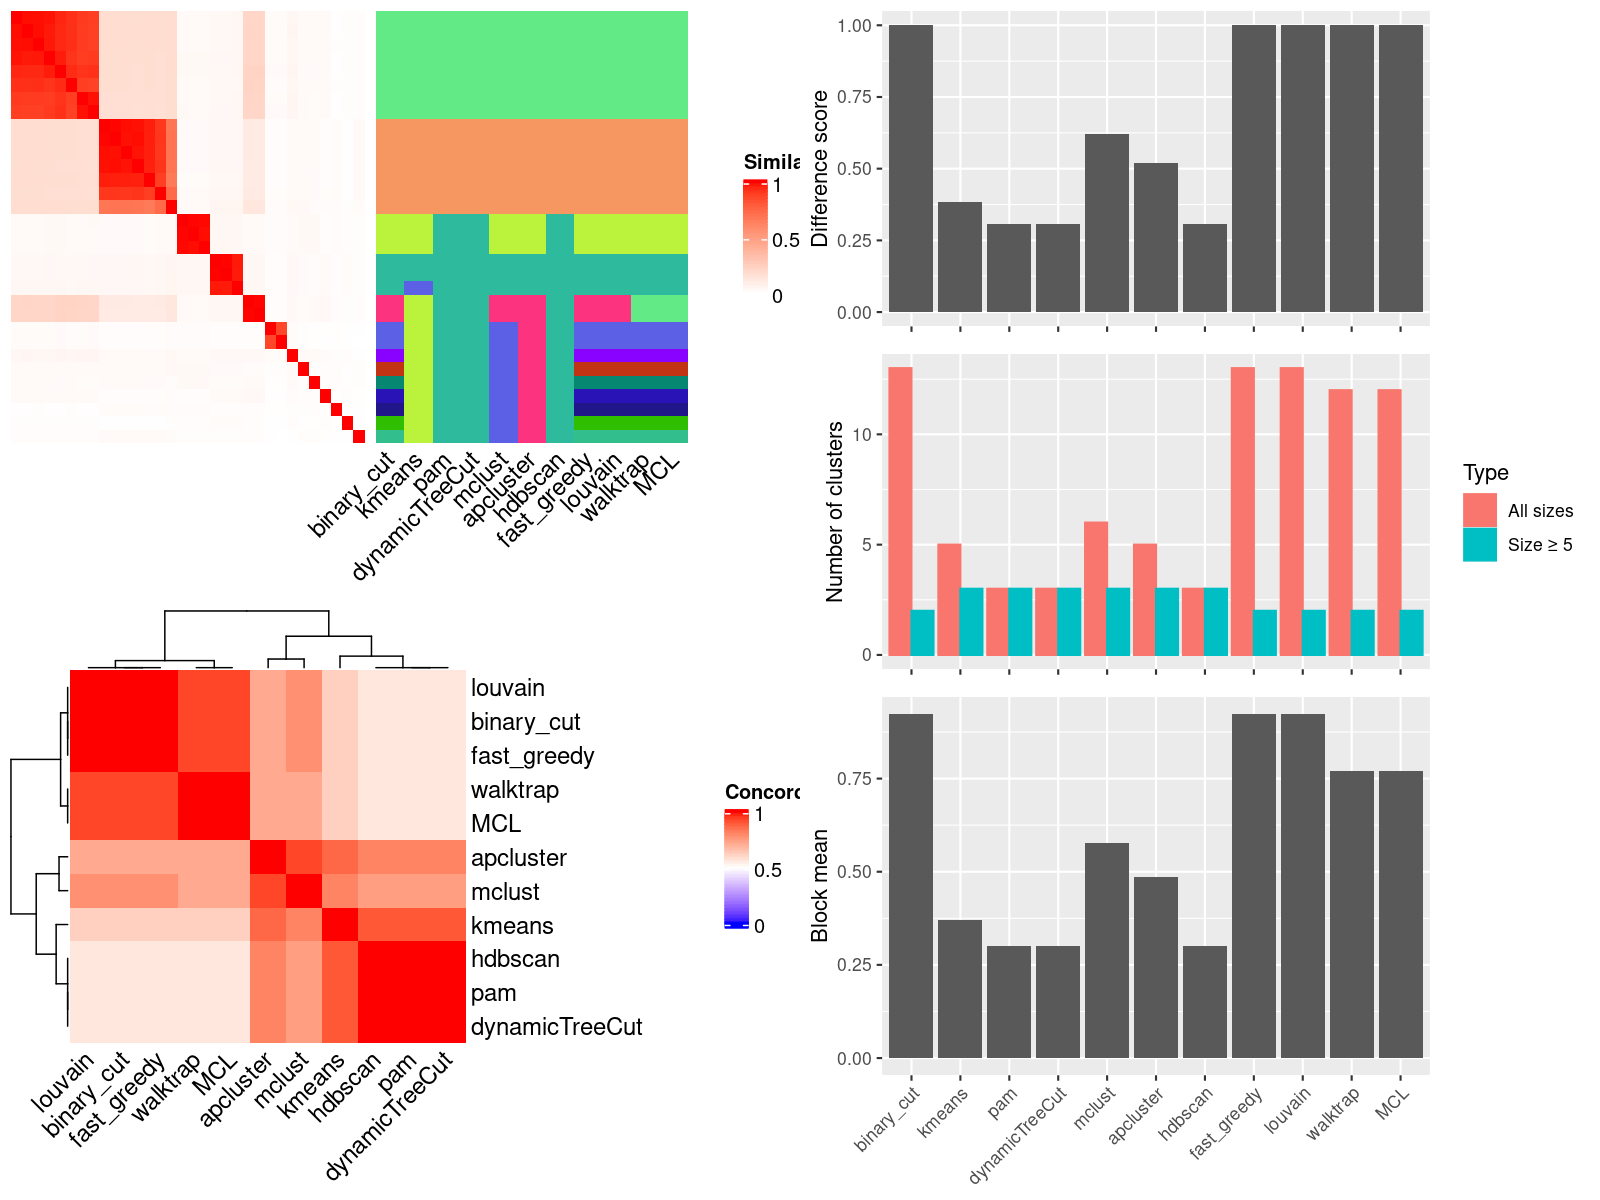 Simila
1
0.5
0
binary_cut
kmeans
pam
dynamicTreeCut
mclust
apcluster
hdbscan
fast_greedy
louvain
walktrap
MCL
louvain
binary_cut
fast_greedy
walktrap
MCL
apcluster
mclust
kmeans
hdbscan
pam
dynamicTreeCut
louvain
binary_cut
fast_greedy
walktrap
MCL
apcluster
mclust
kmeans
hdbscan
pam
dynamicTreeCut
Concord
1
0.5
0
Difference score
1.00
0.75
0.50
0.25
0.00
Number of clusters
10
5
0
Type
All sizes
Size ≥ 5
Block mean
0.75
0.50
0.25
0.00
binary_cut
kmeans
pam
dynamicTreeCut
mclust
apcluster
hdbscan
fast_greedy
louvain
walktrap
MCL